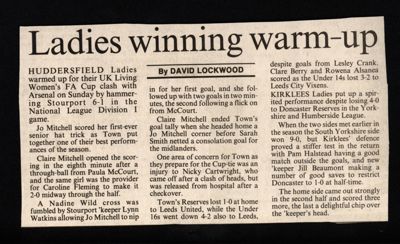 Ladies winning warm-up
HUDDERSFIELD Ladies
warmed up for their UK Living
Women's FA Cup clash with
Arsenal on Sunday by hammer-
ing Stourport 6-1 in the
National League Division 1
game.
Jo Mitchell scored her first-ever
senior hat trick as Town put
together one of their best perform-
ances of the season.
Claire Mitchell opened the scor-
ing in the eighth minute after a
through-ball from Paula McCourt,
and the same girl was the provider
for Caroline Fleming to make it
2-0 midway through the half.
A Nadine Wild cross was
fumbled by Stourport 'keeper Lynn
Watkins allowing Jo Mitchell to nip
By DAVID LOCKWOOD
in for her first goal, and she fol-
lowed up with two goals in two min-
utes, the second following a flick on
from McCourt.
Claire Mitchell ended Town's
goal tally when she headed home a
Jo Mitchell corner before Sarah
Smith netted a consolation goal for
the midlanders.
One area of concern for Town as
they prepare for the Cup-tie was an
injury to Nicky Cartwright, who
came off after a clash of heads, but
was released from hospital after a
checkover.
Town's Reserves lost 1-0 at home
to Leeds United, while the Under
16s went down 4-2 also to Leeds,
despite goals from Lesley Crank.
Clare Berry and Rowena Alsanea
scored as the Under 14s lost 3-2 to
Leeds City Vixens.
KIRKLEES Ladies put up a spir-
ited performance despite losing 4-0
to Doncaster Reserves in the York-
shire and Humberside League.
When the two sides met earlier in
the season the South Yorkshire side
won 9-0, but Kirklees' defence
proved a stiffer test in the return
with Pam Halstead having a good
match outside the goals, and new
'keeper Jill Beaumont making a
number of good saves to restrict
Doncaster to 1-0 at half-time.
The home side came out strongly
in the second half and scored three
more, the last a delightful chip over
the 'keeper's head.